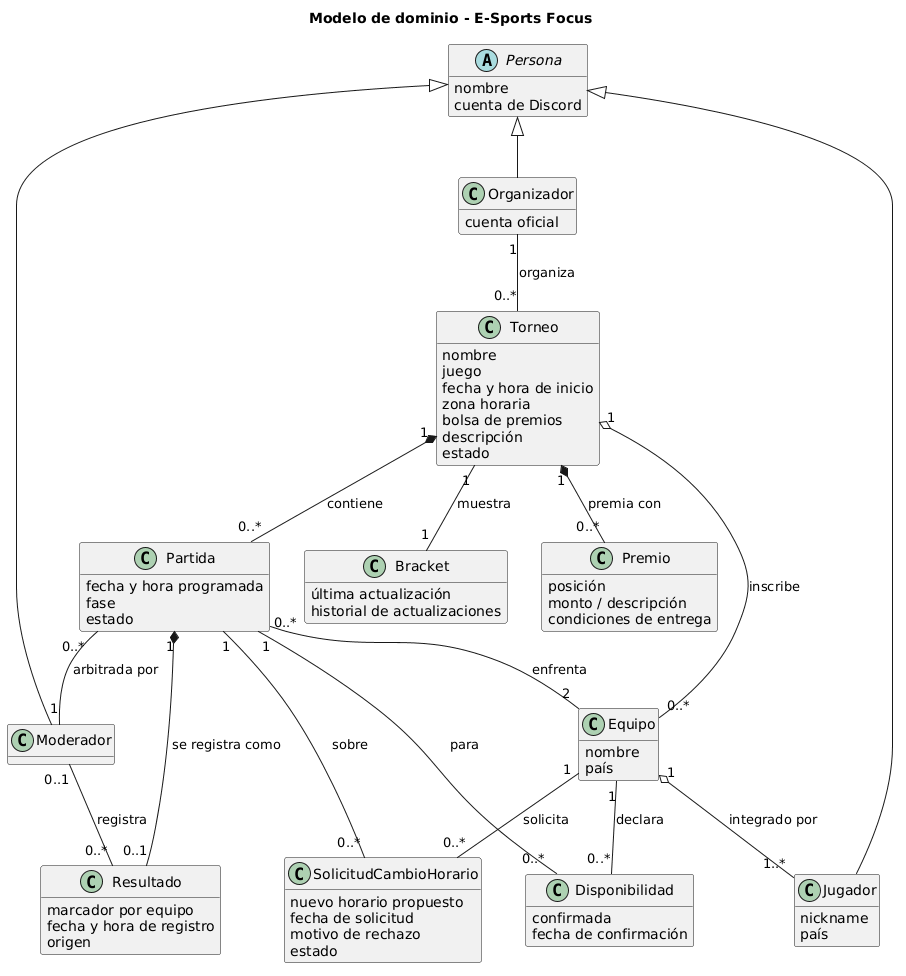 Modelo de dominio - E-Sports Focus
A Persona
nombre
cuenta de Discord
C Organizador
cuenta oficial
1
organiza
0..*
C Torneo
nombre
juego
fecha y hora de inicio
zona horaria
bolsa de premios
descripción
estado
1
1
1
1
contiene
muestra
premia con
0..*
1
0..*
C Partida
fecha y hora programada
fase
estado
C Bracket
última actualización
historial de actualizaciones
C Premio
posición
monto / descripción
condiciones de entrega
inscribe
0..*
1
1
1
0..*
arbitrada por
enfrenta
1
2
0..*
C Moderador
se registra como
sobre
para
C Equipo
nombre
país
0..1
1
1
1
registra
solicita
declara
integrado por
0..*
0..1
0..*
0..*
0..*
0..*
1..*
C Resultado
marcador por equipo
fecha y hora de registro
origen
C SolicitudCambioHorario
nuevo horario propuesto
fecha de solicitud
motivo de rechazo
estado
C Disponibilidad
confirmada
fecha de confirmación
C Jugador
nickname
país